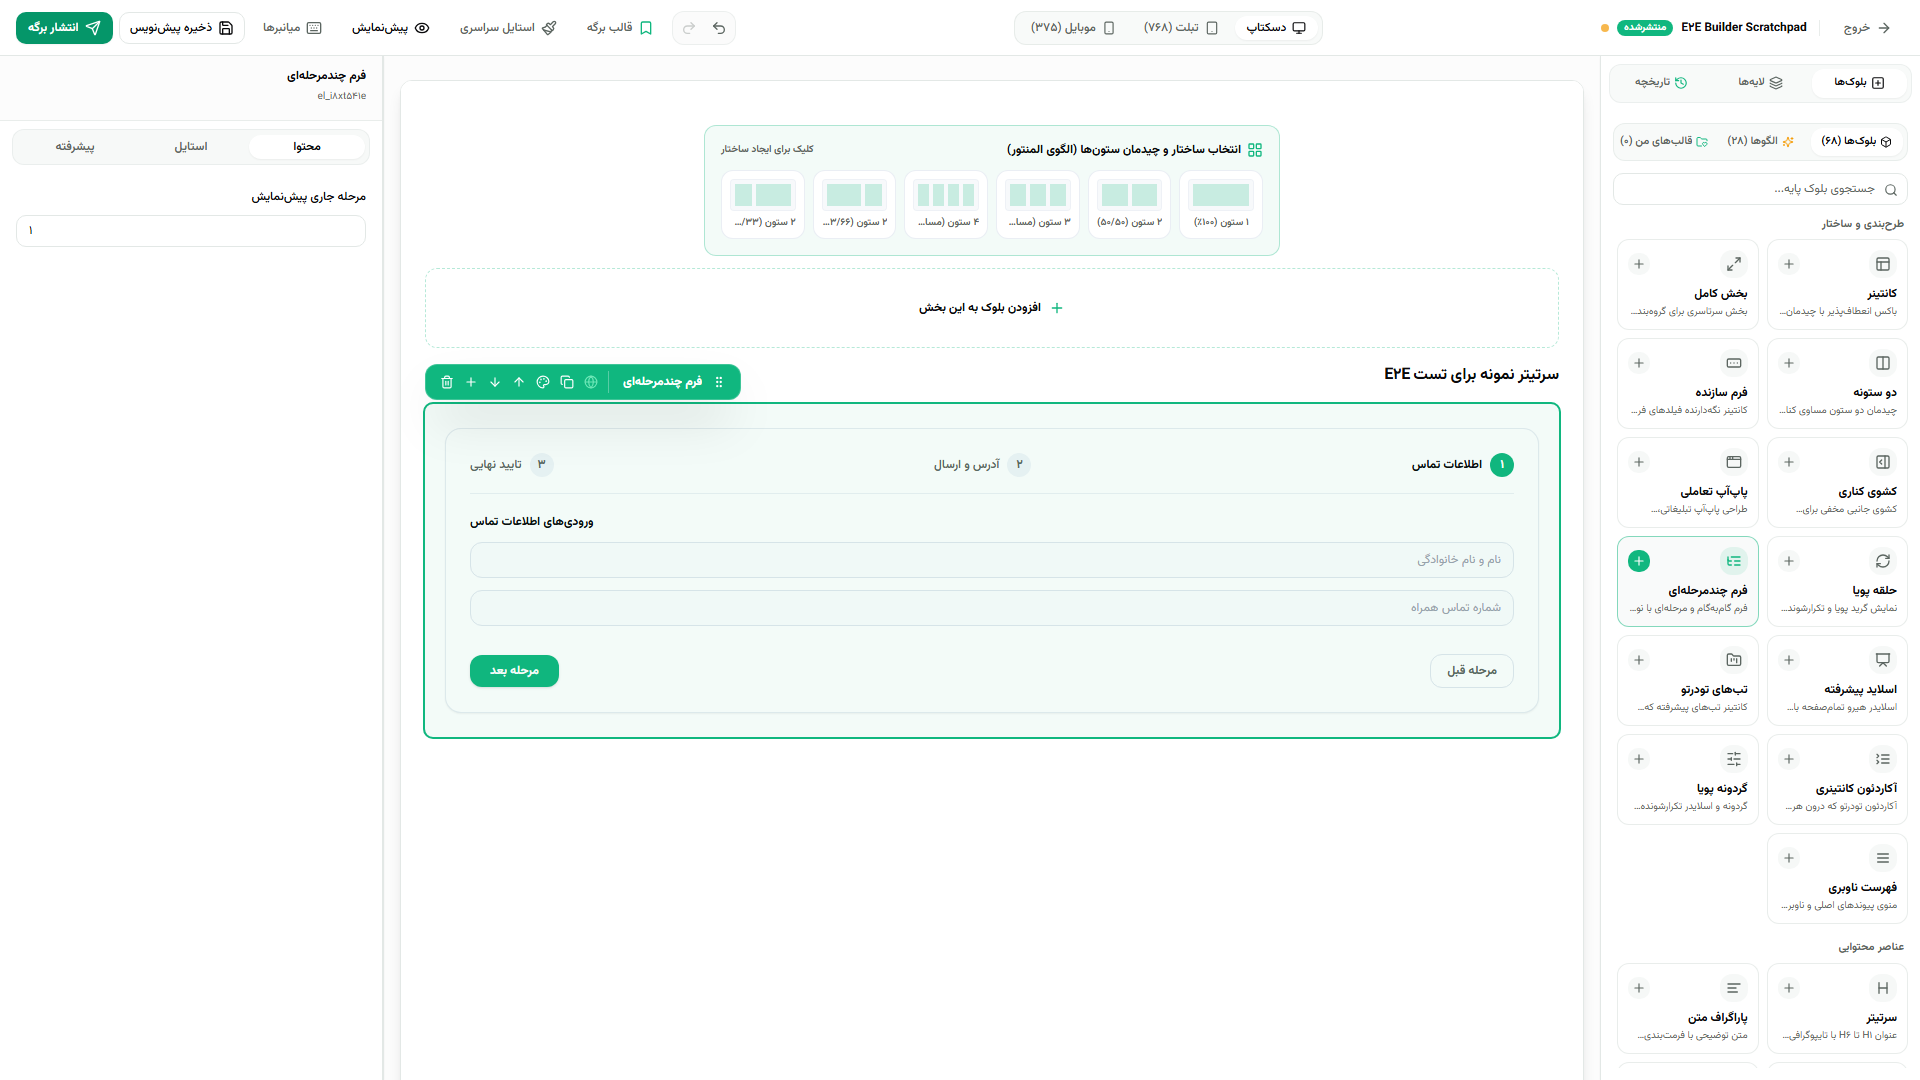 خروج
E2E Builder Scratchpad
منتشرشده
دسکتاپ
تبلت (۷۶۸)
موبایل (۳۷۵)
قالب برگه
استایل سراسری
پیش‌نمایش
میانبرها
ذخیره پیش‌نویس
انتشار برگه
بلوک‌ها
لایه‌ها
تاریخچه
بلوک‌ها (۶۸)
الگوها (۲۸)
قالب‌های من (۰)
جستجوی بلوک پایه...
طرح‌بندی و ساختار
کانتینر
باکس انعطاف‌پذیر با چیدمان...
بخش کامل
بخش سرتاسری برای گروه‌بند...
دو ستونه
چیدمان دو ستون مساوی کنا...
فرم سازنده
کانتینر نگه‌دارنده فیلدهای فر...
کشوی کناری
کشوی جانبی مخفی برای...
پاپ‌آپ تعاملی
طراحی پاپ‌آپ تبلیغاتی،...
حلقه پویا
نمایش گرید پویا و تکرارشوند...
فرم چندمرحله‌ای
فرم گام‌به‌گام و مرحله‌ای با نو...
اسلاید پیشرفته
اسلایدر هیرو تمام‌صفحه با...
تب‌های تودرتو
کانتینر تب‌های پیشرفته که...
آکاردئون کانتینری
آکاردئون تودرتو که درون هر...
گردونه پویا
گردونه و اسلایدر تکرارشونده...
فهرست ناوبری
منوی پیوندهای اصلی و ناوبر...
عناصر محتوایی
سرتیتر
عنوان H1 تا H6 با تایپوگرافی...
پاراگراف متن
متن توضیحی با فرمت‌بندی...
انتخاب ساختار و چیدمان ستون‌ها (الگوی المنتور)
کلیک برای ایجاد ساختار
۱ ستون (۱۰۰٪)
۲ ستون (۵۰/۵۰)
۳ ستون (مسا...
۴ ستون (مسا...
۲ ستون (۳/۶۶...
۲ ستون (۳۳/...
افزودن بلوک به این بخش
سرتیتر نمونه برای تست E2E
فرم چندمرحله‌ای
۱ اطلاعات تماس
۲ آدرس و ارسال
۳ تایید نهایی
ورودی‌های اطلاعات تماس
نام و نام خانوادگی
شماره تماس همراه
مرحله قبل
مرحله بعد
فرم چندمرحله‌ای
el_i8xt541e
محتوا
استایل
پیشرفته
مرحله جاری پیش‌نمایش
۱